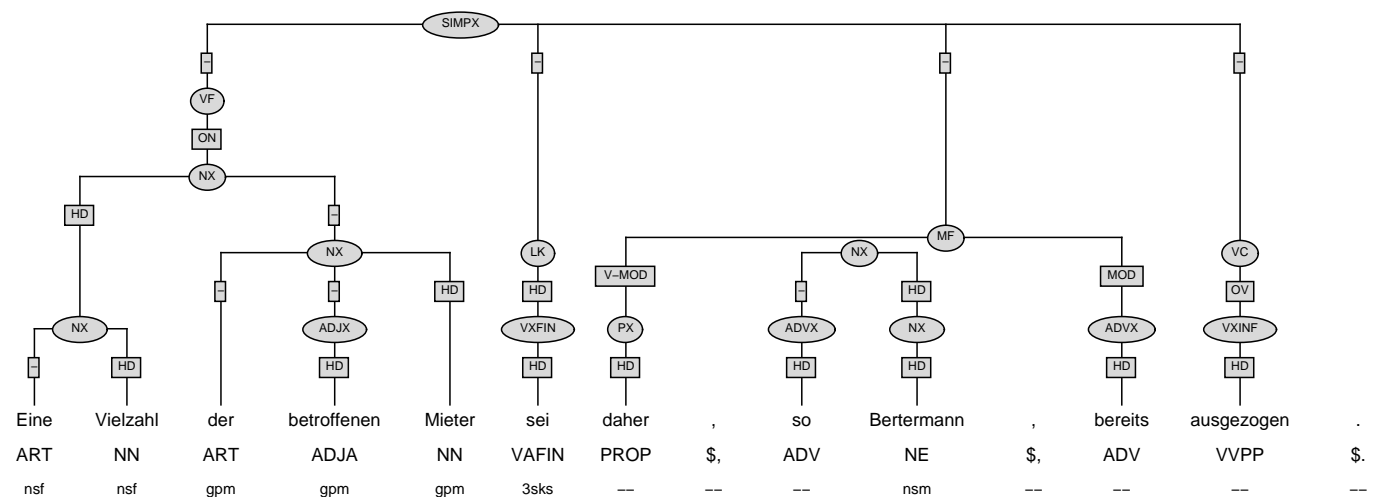 SIMPX
– – – –
VF
ON
NX
HD –
NX LK NX MF VC
– – HD HD V–MOD – HD MOD OV
NX ADJX VXFIN PX ADVX NX ADVX VXINF
– HD HD HD HD HD HD HD HD
Eine Vielzahl der betroffenen Mieter sei daher , so Bertermann , bereits ausgezogen .
ART NN ART ADJA NN VAFIN PROP $, ADV NE $, ADV VVPP $.
nsf nsf gpm gpm gpm 3sks –– –– –– nsm –– –– –– ––